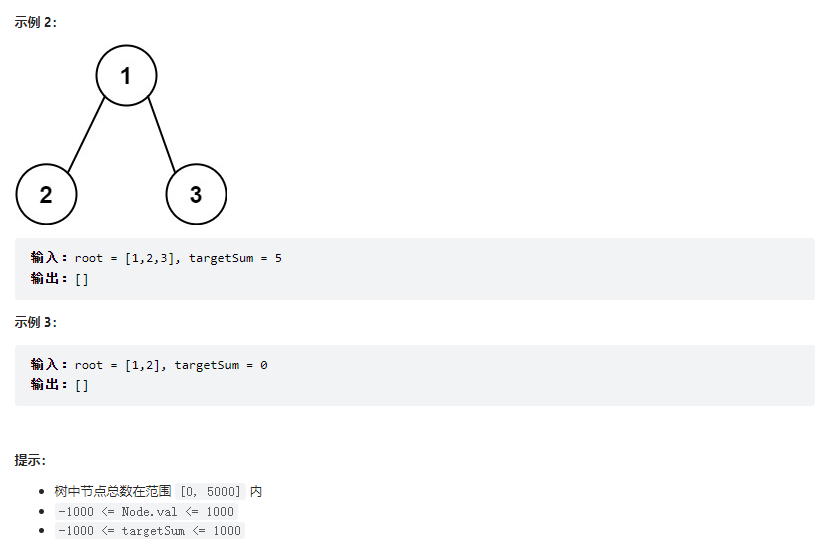 示例 2：
1
2
3
输入：root = [1,2,3], targetSum = 5
输出：[]
示例 3：
输入：root = [1,2], targetSum = 0
输出：[]
提示：
树中节点总数在范围 [0, 5000] 内
-1000 <= Node.val <= 1000
-1000 <= targetSum <= 1000